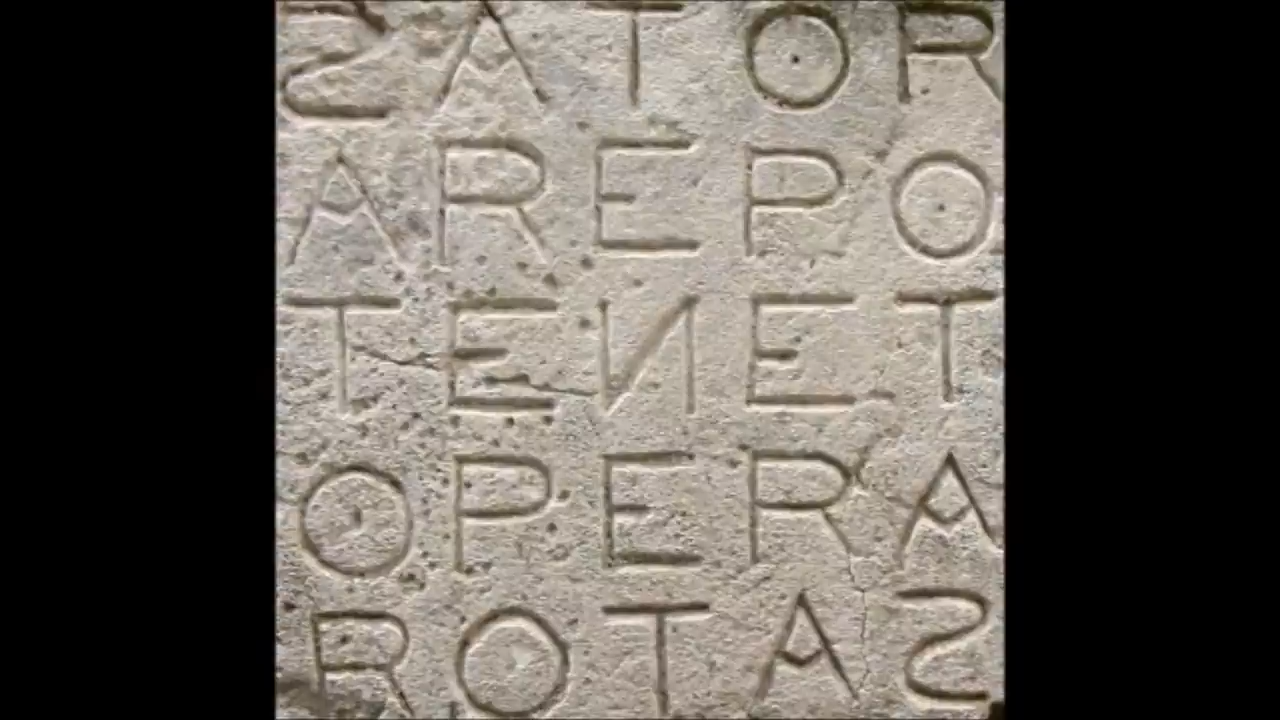 SATOR
AREPO
TENET
OPERA
ROTAS